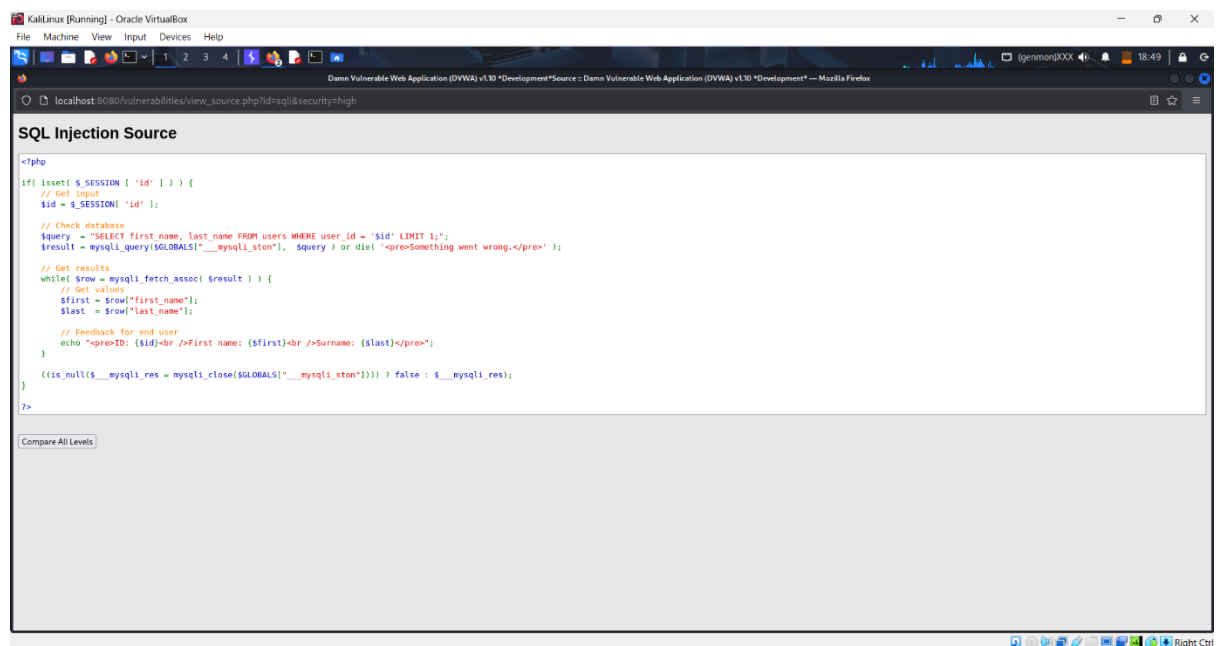 KaliLinux [Running] - Oracle VirtualBox
File Machine View Input Devices Help
1 2 3 4 (genmon)XXX 18:49
Damn Vulnerable Web Application (DVWA) v1.10 *Development*Source :: Damn Vulnerable Web Application (DVWA) v1.10 *Development* — Mozilla Firefox
localhost:8080/vulnerabilities/view_source.php?id=sqli&security=high
SQL Injection Source
<?php
if( isset( $_SESSION [ 'id' ] ) ) {
// Get input
$id = $_SESSION[ 'id' ];
// Check database
$query = "SELECT first_name, last_name FROM users WHERE user_id = '$id' LIMIT 1;";
$result = mysqli_query($GLOBALS["___mysqli_ston"], $query ) or die( '<pre>Something went wrong.</pre>' );
// Get results
while( $row = mysqli_fetch_assoc( $result ) ) {
// Get values
$first = $row["first_name"];
$last = $row["last_name"];
// Feedback for end user
echo "<pre>ID: {$id}<br />First name: {$first}<br />Surname: {$last}</pre>";
}
((is_null($___mysqli_res = mysqli_close($GLOBALS["___mysqli_ston"]))) ? false : $___mysqli_res);
}
?>
Compare All Levels
Right Ctrl